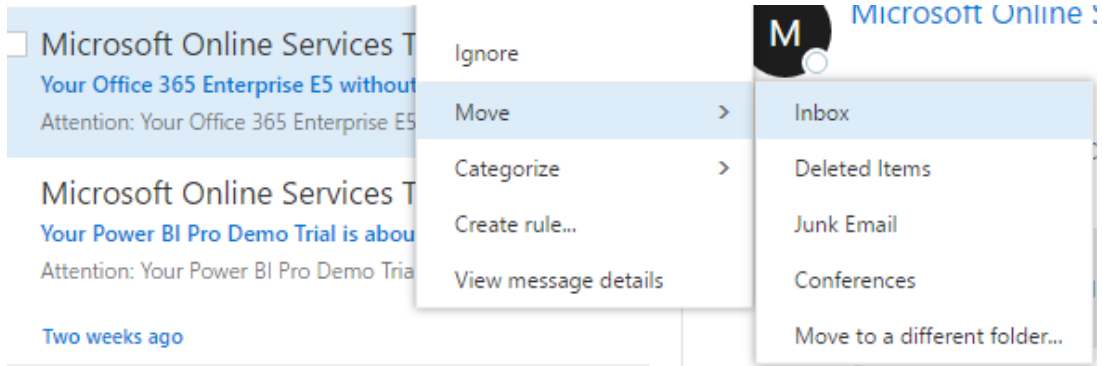 Microsoft Online Services T
Your Office 365 Enterprise E5 without
Attention: Your Office 365 Enterprise E5
Microsoft Online Services T
Your Power BI Pro Demo Trial is abou
Attention: Your Power BI Pro Demo Tria
Two weeks ago
Ignore
Move >
Categorize >
Create rule...
View message details
M
Microsoft Online
Inbox
Deleted Items
Junk Email
Conferences
Move to a different folder...